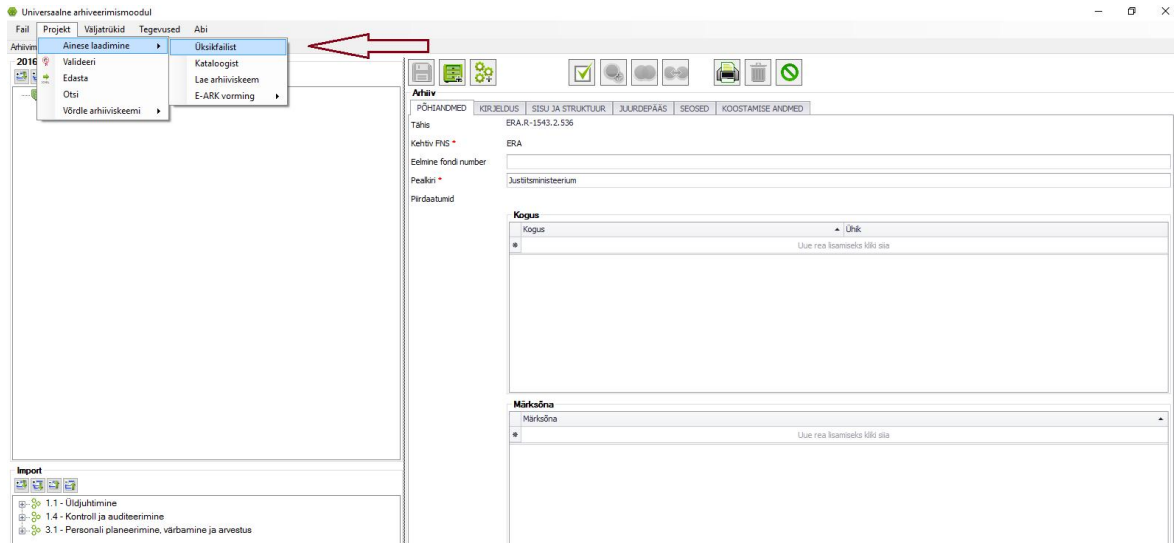 Universaalne arhiveerimismoodul
Fail Projekt Väljatrükid Tegevused Abi
Arhiivim
Ainese laadimine
Valideeri
Edasta
Otsi
Võrdle arhiiviskeemi
Üksikfailist
Kataloogist
Lae arhiiviskeem
E-ARK vorming
2016
Arhiiv
PÕHIANDMED KIRJELDUS SISU JA STRUKTUUR JUURDEPÄÄS SEOSED KOOSTAMISE ANDMED
Tähis ERA.R-1543.2.536
Kehtiv FNS * ERA
Eelmine fondi number
Pealkiri * Justiitsministeerium
Piirdaatumid
Kogus
Kogus Ühik
Uue rea lisamiseks kliki siia
Märksõna
Märksõna
Uue rea lisamiseks kliki siia
Import
1.1 - Üldjuhtimine
1.4 - Kontroll ja auditeerimine
3.1 - Personali planeerimine, värbamine ja arvestus